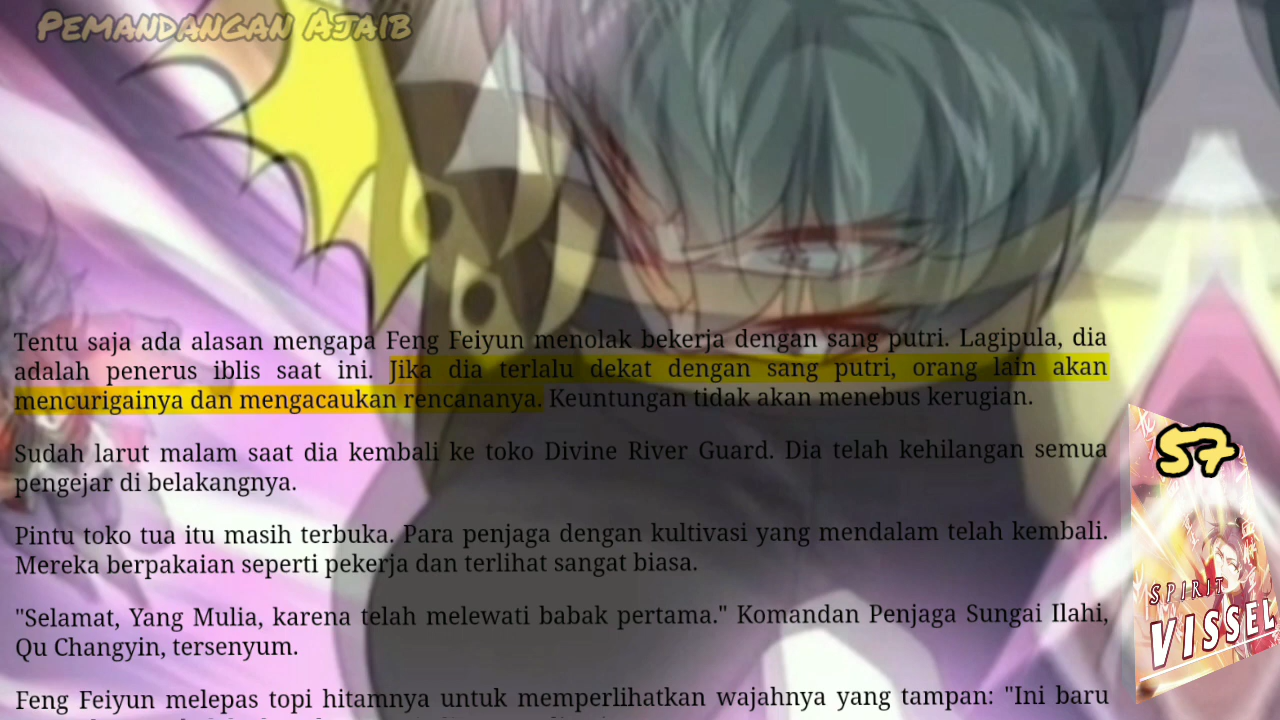 Pemandangan Ajaib
Tentu saja ada alasan mengapa Feng Feiyun menolak bekerja dengan sang putri. Lagipula, dia
adalah penerus iblis saat ini. Jika dia terlalu dekat dengan sang putri, orang lain akan
mencurigainya dan mengacaukan rencananya. Keuntungan tidak akan menebus kerugian.
Sudah larut malam saat dia kembali ke toko Divine River Guard. Dia telah kehilangan semua
pengejar di belakangnya.
Pintu toko tua itu masih terbuka. Para penjaga dengan kultivasi yang mendalam telah kembali.
Mereka berpakaian seperti pekerja dan terlihat sangat biasa.
"Selamat, Yang Mulia, karena telah melewati babak pertama." Komandan Penjaga Sungai Ilahi,
Qu Changyin, tersenyum.
Feng Feiyun melepas topi hitamnya untuk memperlihatkan wajahnya yang tampan: "Ini baru
57
SPIRIT
VISSEL